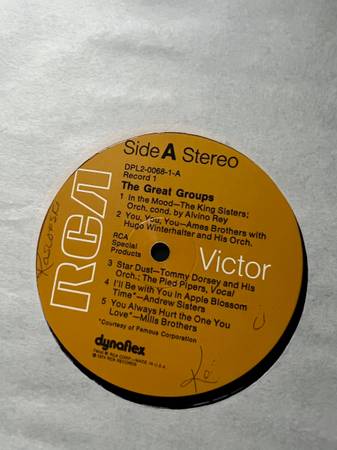 Side A Stereo
DPL2-0068-1-A
Record 1
The Great Groups
1 In the Mood—The King Sisters;
Orch. cond. by Alvino Rey
2 You, You, You—Ames Brothers with
Hugo Winterhalter and His Orch.
RCA
Special
Products
RCA
Victor
3 Star Dust—Tommy Dorsey and His
Orch.; The Pied Pipers, Vocal
4 I'll Be with You In Apple Blossom
Time*—Andrew Sisters
5 You Always Hurt the One You
Love*—Mills Brothers
*Courtesy of Famous Corporation
dynaflex